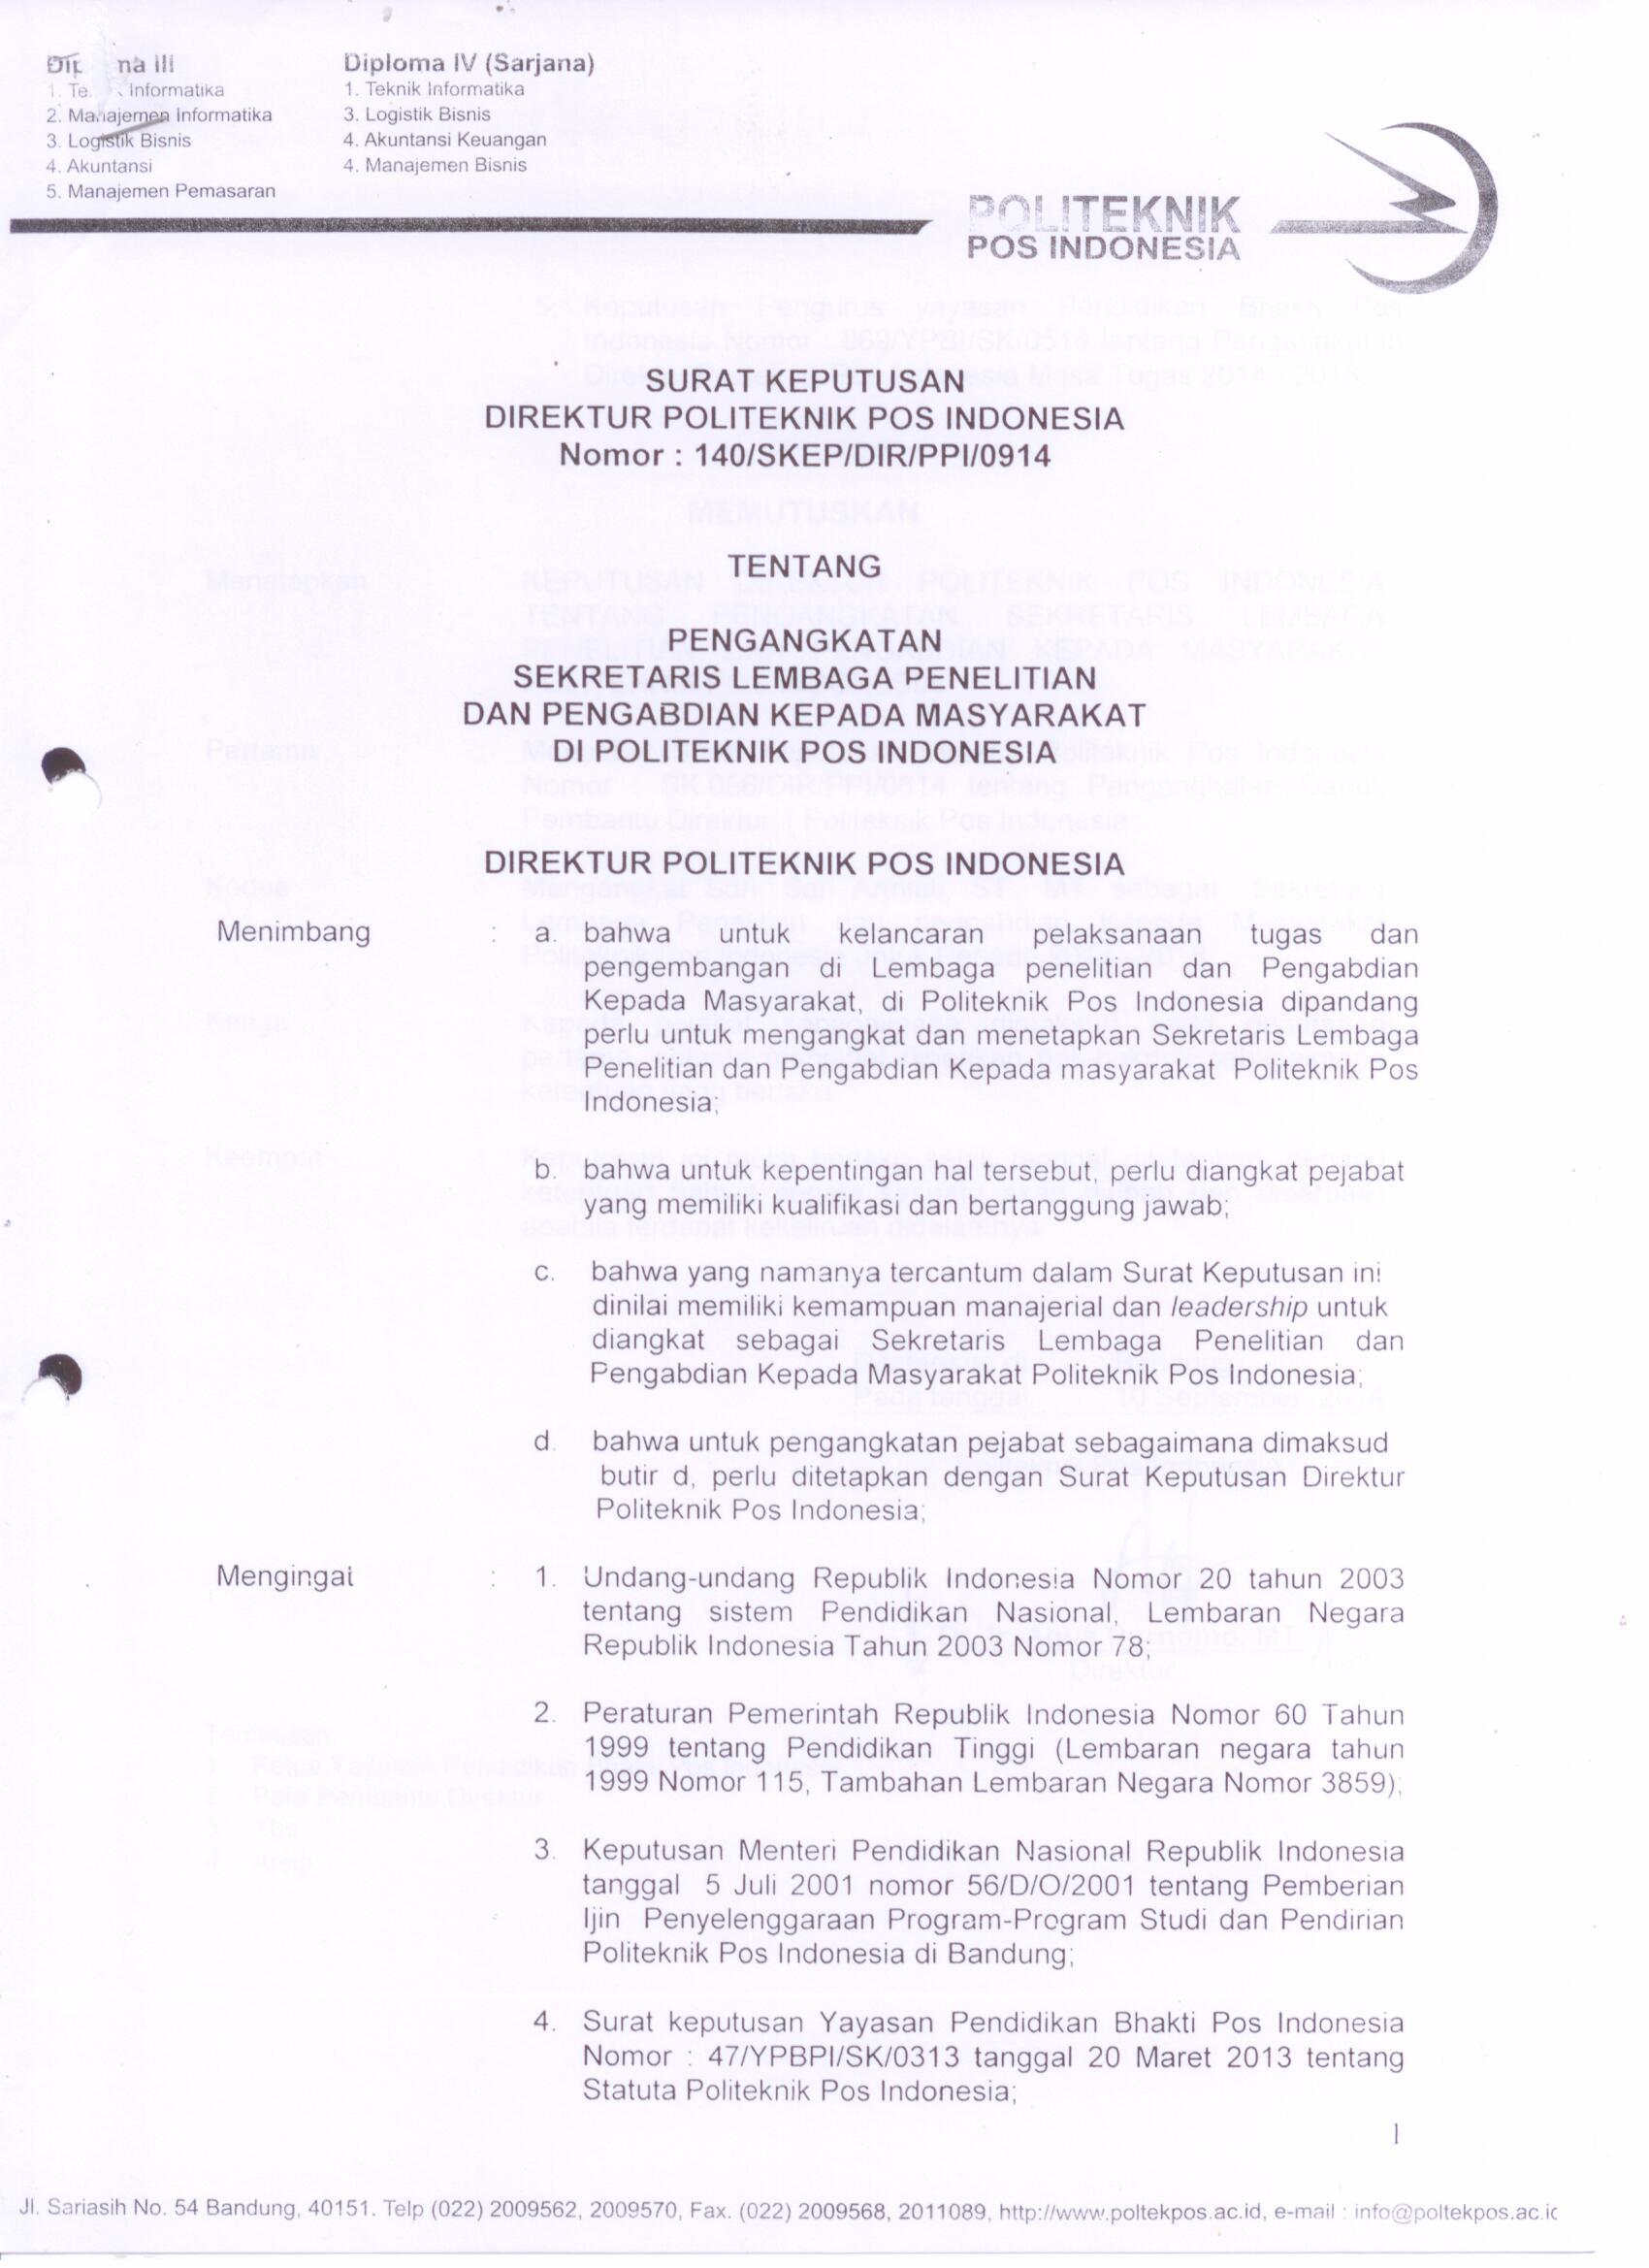 Diploma III
1. Te. Informatika
2. Manajemen Informatika
3. Logistik Bisnis
4. Akuntansi
5. Manajemen Pemasaran
Diploma IV (Sarjana)
1. Teknik Informatika
3. Logistik Bisnis
4. Akuntansi Keuangan
4. Manajemen Bisnis
POLITEKNIK
POS INDONESIA
SURAT KEPUTUSAN
DIREKTUR POLITEKNIK POS INDONESIA
Nomor : 140/SKEP/DIR/PPI/0914
TENTANG
PENGANGKATAN
SEKRETARIS LEMBAGA PENELITIAN
DAN PENGABDIAN KEPADA MASYARAKAT
DI POLITEKNIK POS INDONESIA
DIREKTUR POLITEKNIK POS INDONESIA
Menimbang : a. bahwa untuk kelancaran pelaksanaan tugas dan
pengembangan di Lembaga penelitian dan Pengabdian
Kepada Masyarakat, di Politeknik Pos Indonesia dipandang
perlu untuk mengangkat dan menetapkan Sekretaris Lembaga
Penelitian dan Pengabdian Kepada masyarakat Politeknik Pos
Indonesia;
b. bahwa untuk kepentingan hal tersebut, perlu diangkat pejabat
yang memiliki kualifikasi dan bertanggung jawab;
c. bahwa yang namanya tercantum dalam Surat Keputusan ini
dinilai memiliki kemampuan manajerial dan leadership untuk
diangkat sebagai Sekretaris Lembaga Penelitian dan
Pengabdian Kepada Masyarakat Politeknik Pos Indonesia;
d. bahwa untuk pengangkatan pejabat sebagaimana dimaksud
butir d, perlu ditetapkan dengan Surat Keputusan Direktur
Politeknik Pos Indonesia;
Mengingat : 1. Undang-undang Republik Indonesia Nomor 20 tahun 2003
tentang sistem Pendidikan Nasional, Lembaran Negara
Republik Indonesia Tahun 2003 Nomor 78;
2. Peraturan Pemerintah Republik Indonesia Nomor 60 Tahun
1999 tentang Pendidikan Tinggi (Lembaran negara tahun
1999 Nomor 115, Tambahan Lembaran Negara Nomor 3859);
3. Keputusan Menteri Pendidikan Nasional Republik Indonesia
tanggal 5 Juli 2001 nomor 56/D/O/2001 tentang Pemberian
Ijin Penyelenggaraan Program-Program Studi dan Pendirian
Politeknik Pos Indonesia di Bandung;
4. Surat keputusan Yayasan Pendidikan Bhakti Pos Indonesia
Nomor : 47/YPBPI/SK/0313 tanggal 20 Maret 2013 tentang
Statuta Politeknik Pos Indonesia;
1
Jl. Sariasih No. 54 Bandung, 40151. Telp (022) 2009562, 2009570, Fax. (022) 2009568, 2011089, http://www.poltekpos.ac.id, e-mail : info@poltekpos.ac.id